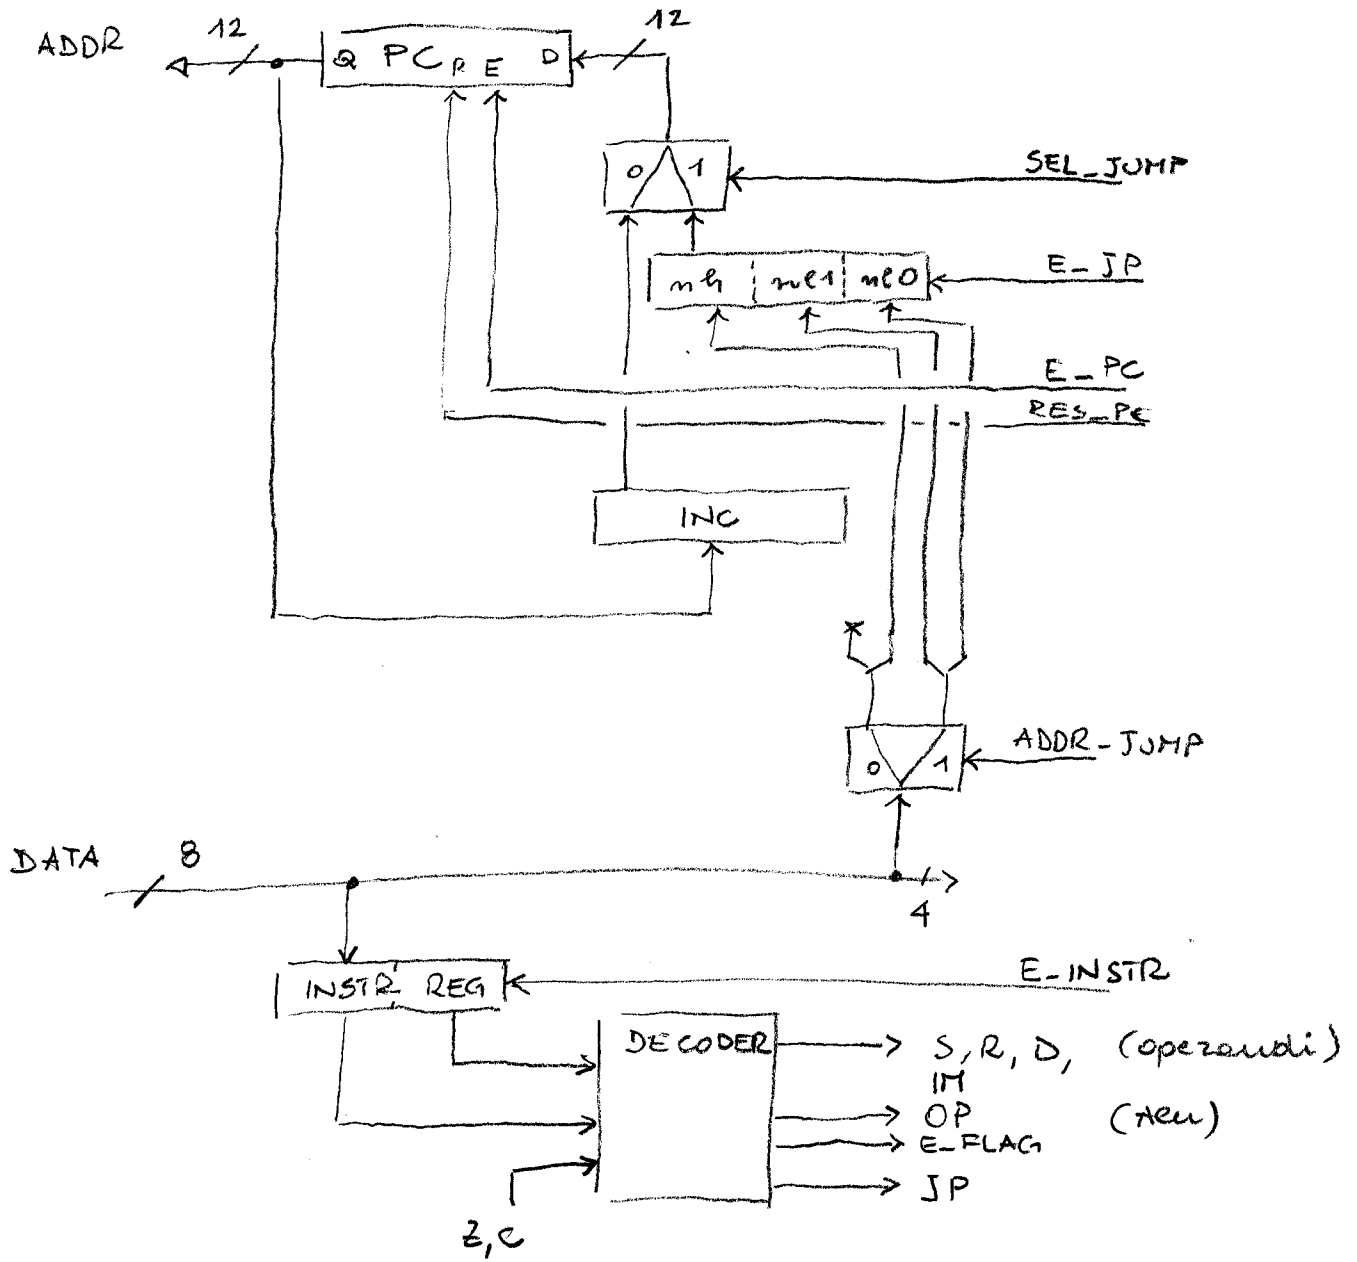 ADDR 12 Q PC R E D 12
0 1 SEL_JUMP
nh nl1 nl0 E_JP
E_PC
RES_PC
INC
x
0 1 ADDR-JUMP
DATA 8
4
INSTR REG E-INSTR
DECODER S, R, D, (operandi)
IM
OP (ALU)
E-FLAG
JP
Z, C